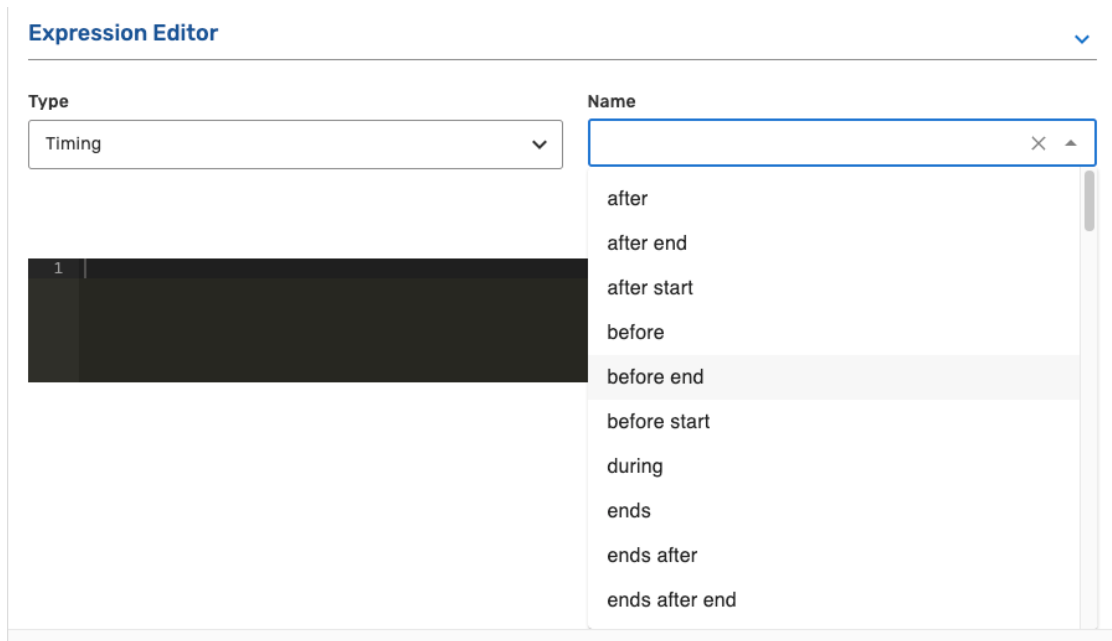 Expression Editor
Type
Name
Timing
after
after end
after start
before
before end
before start
during
ends
ends after
ends after end
1